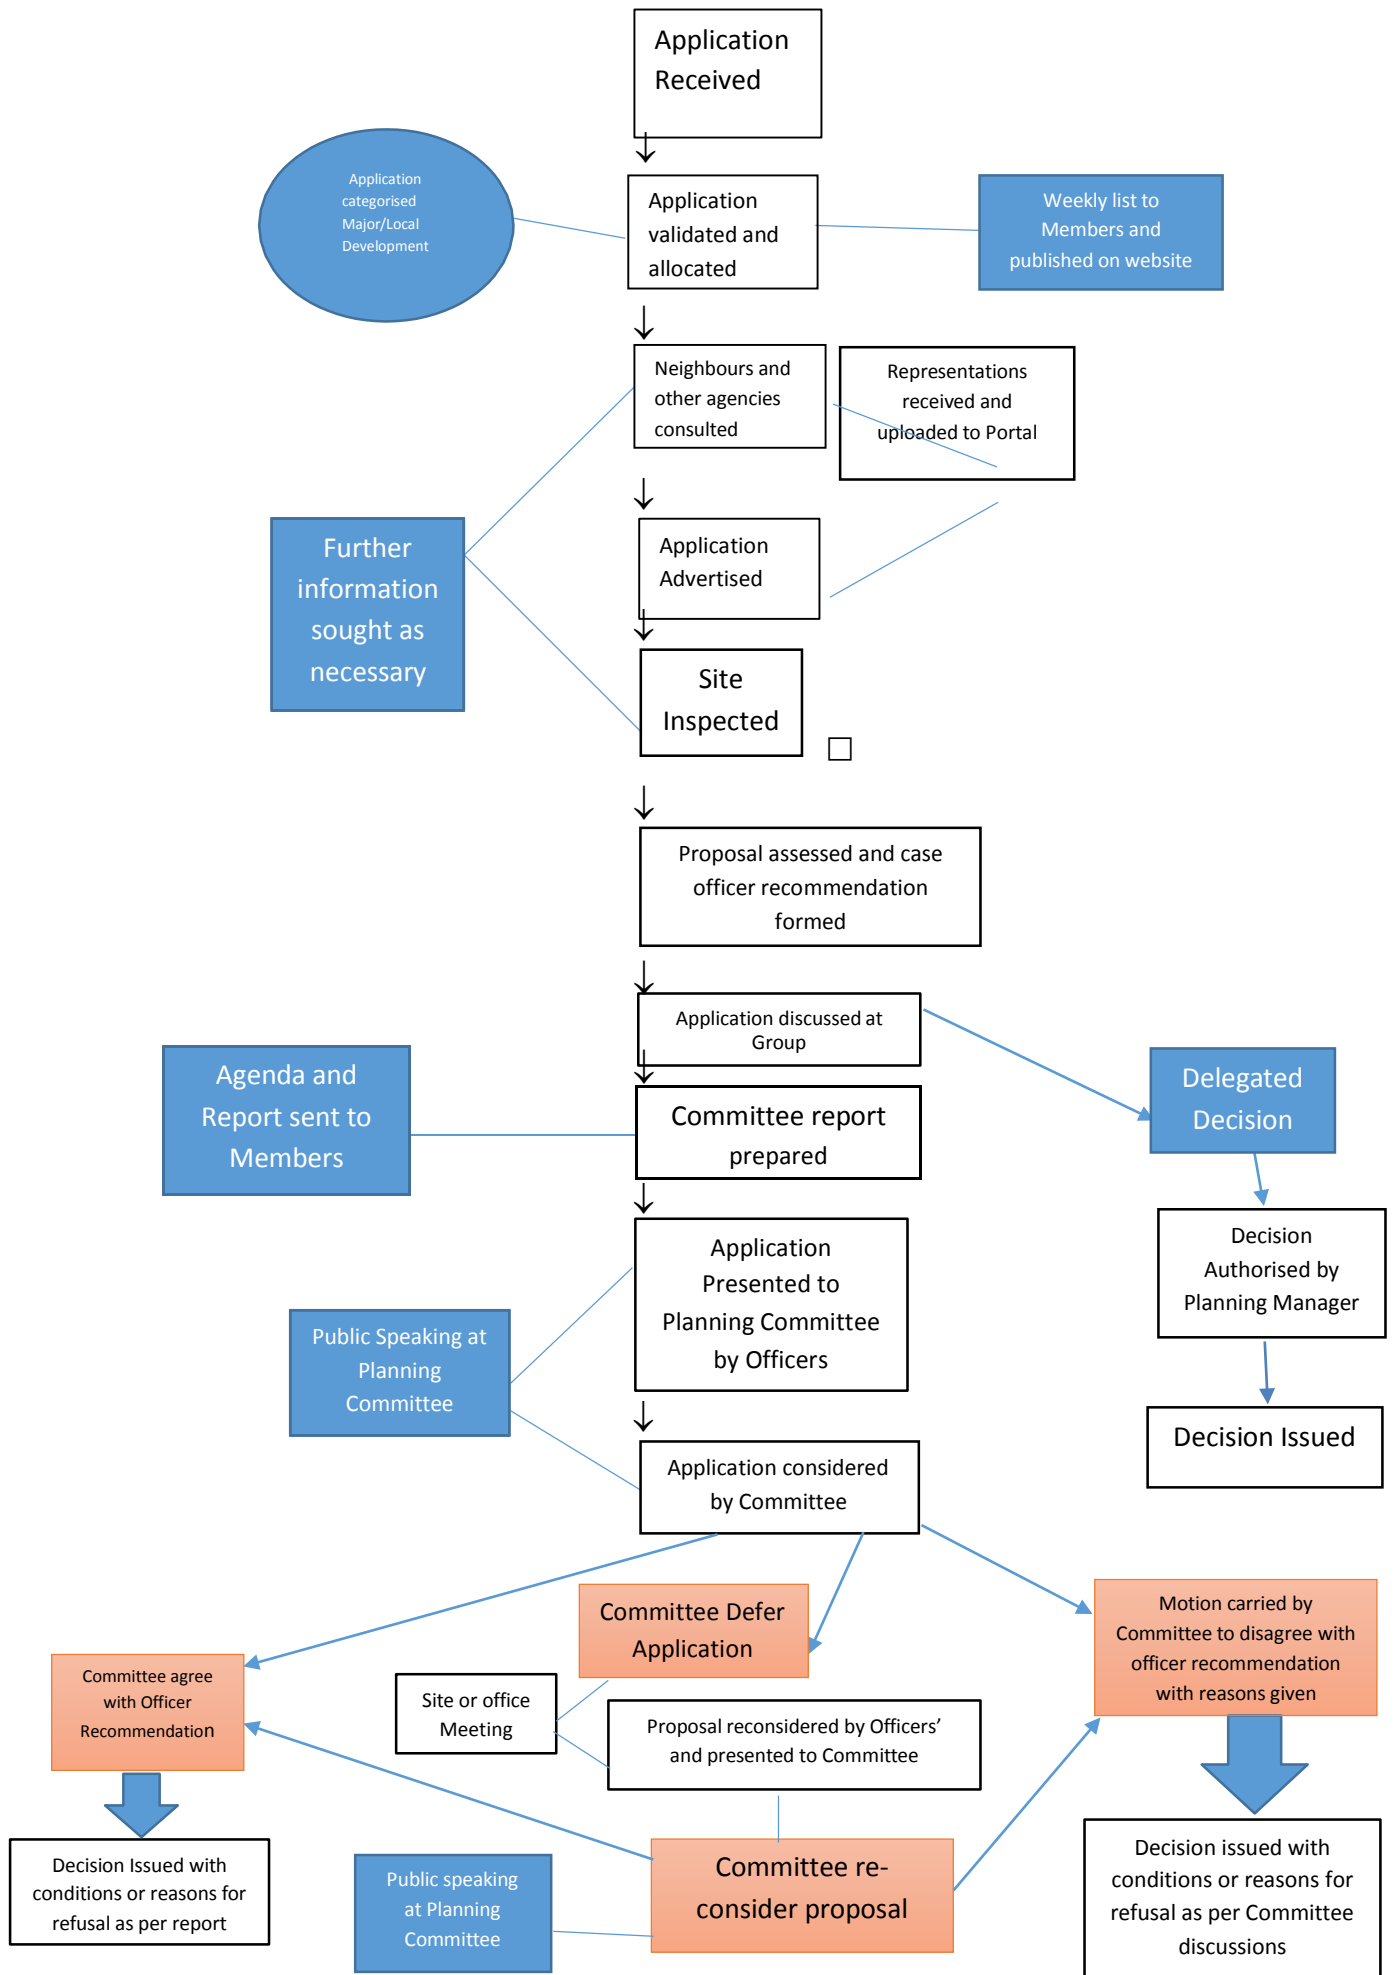 Application
Received
Application
categorised
Major/Local
Development
Application
validated and
allocated
Weekly list to
Members and
published on website
Neighbours and
other agencies
consulted
Representations
received and
uploaded to Portal
Further
information
sought as
necessary
Application
Advertised
Site
Inspected
Proposal assessed and case
officer recommendation
formed
Application discussed at
Group
Agenda and
Report sent to
Members
Committee report
prepared
Delegated
Decision
Application
Presented to
Planning Committee
by Officers
Decision
Authorised by
Planning Manager
Public Speaking at
Planning
Committee
Decision Issued
Application considered
by Committee
Committee Defer
Application
Motion carried by
Committee to disagree with
officer recommendation
with reasons given
Committee agree
with Officer
Recommendation
Site or office
Meeting
Proposal reconsidered by Officers’
and presented to Committee
Decision Issued with
conditions or reasons for
refusal as per report
Public speaking
at Planning
Committee
Committee re-
consider proposal
Decision issued with
conditions or reasons for
refusal as per Committee
discussions